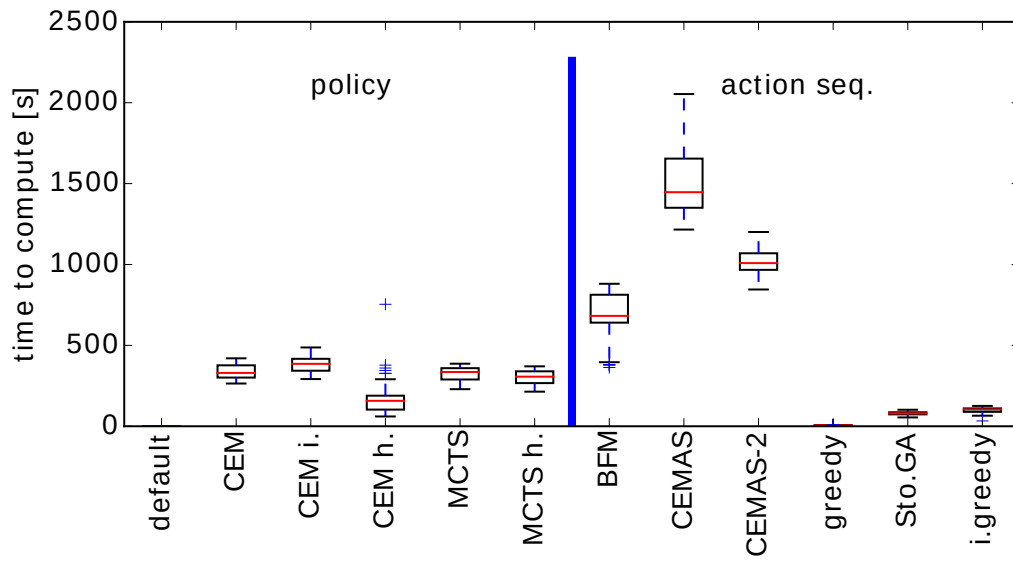 2500
2000
1500
1000
500
0
time to compute [s]
policy
action seq.
default
CEM
CEM i.
CEM h.
MCTS
MCTS h.
BFM
CEMAS
CEMAS-2
greedy
Sto.GA
i.greedy